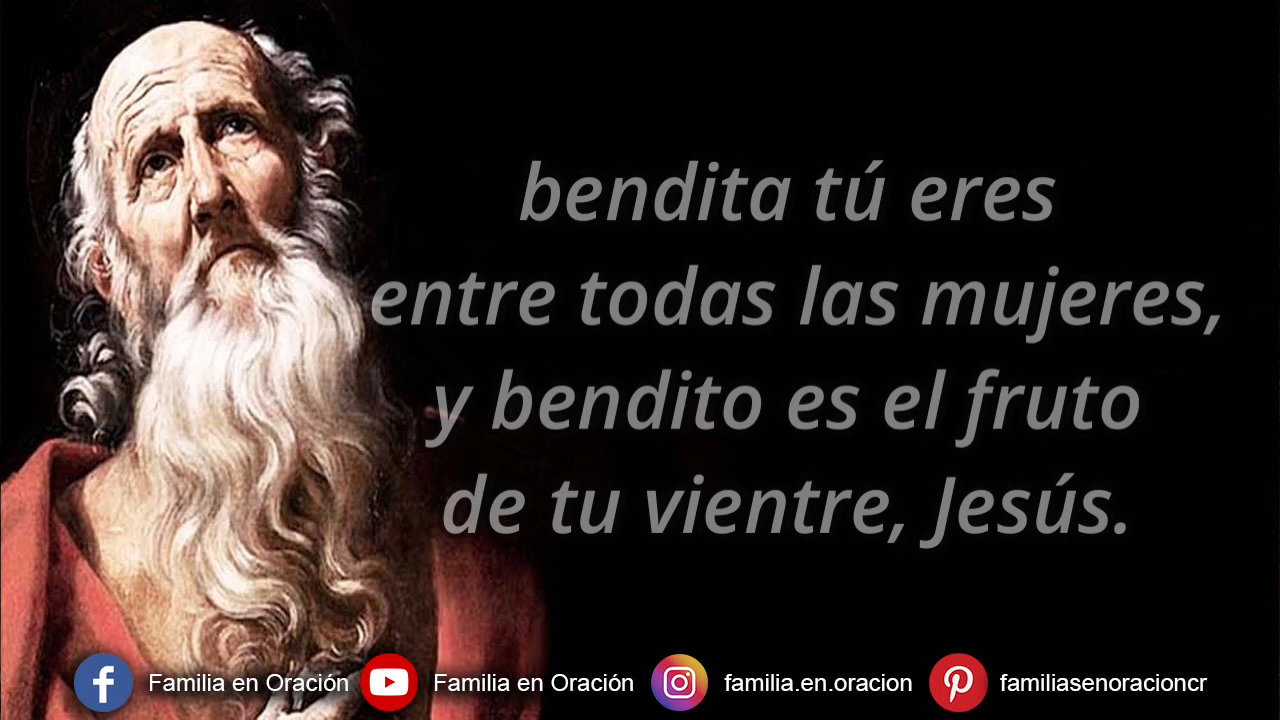 bendita tú eres
entre todas las mujeres,
y bendito es el fruto
de tu vientre, Jesús.
Familia en Oración
Familia en Oración
familia.en.oracion
familiasenoracioncr